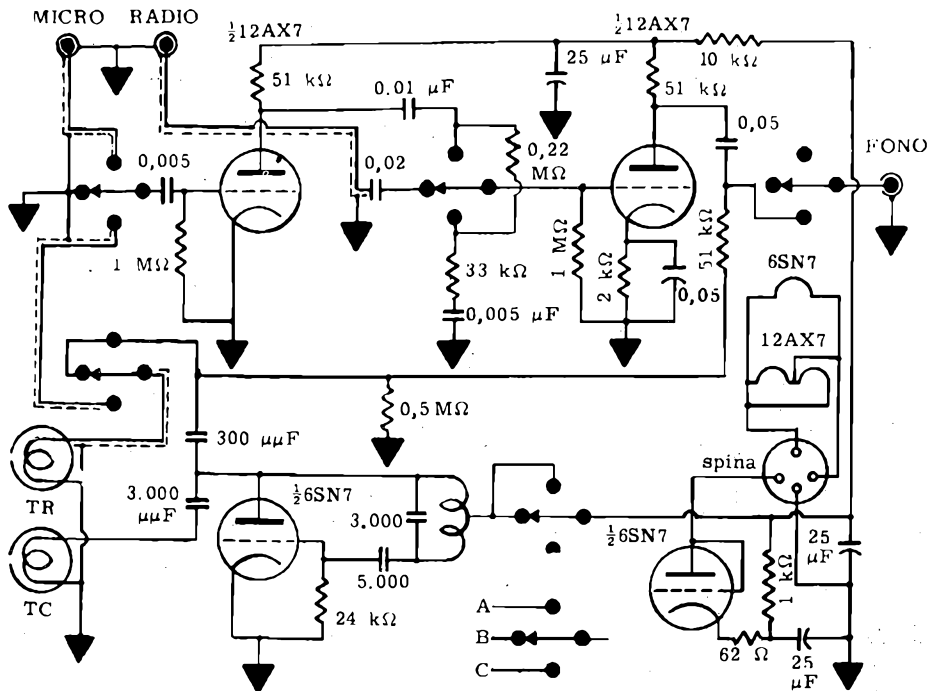 MICRO RADIO
½12AX7
½12AX7
51 kΩ
0.01 µF
25
µF
51 kΩ
10 kΩ
0,005
0,02
0,22
MΩ
0,05
FONO
1 MΩ
33 kΩ
0,005 µF
1 MΩ
2 kΩ
0,05
51 kΩ
6SN7
12AX7
0,5 MΩ
300 µµF
TR
3.000
µµF
TC
½6SN7
3.000
5.000
24 kΩ
spina
½6SN7
25
µF
1 kΩ
62 Ω
25
µF
A
B
C